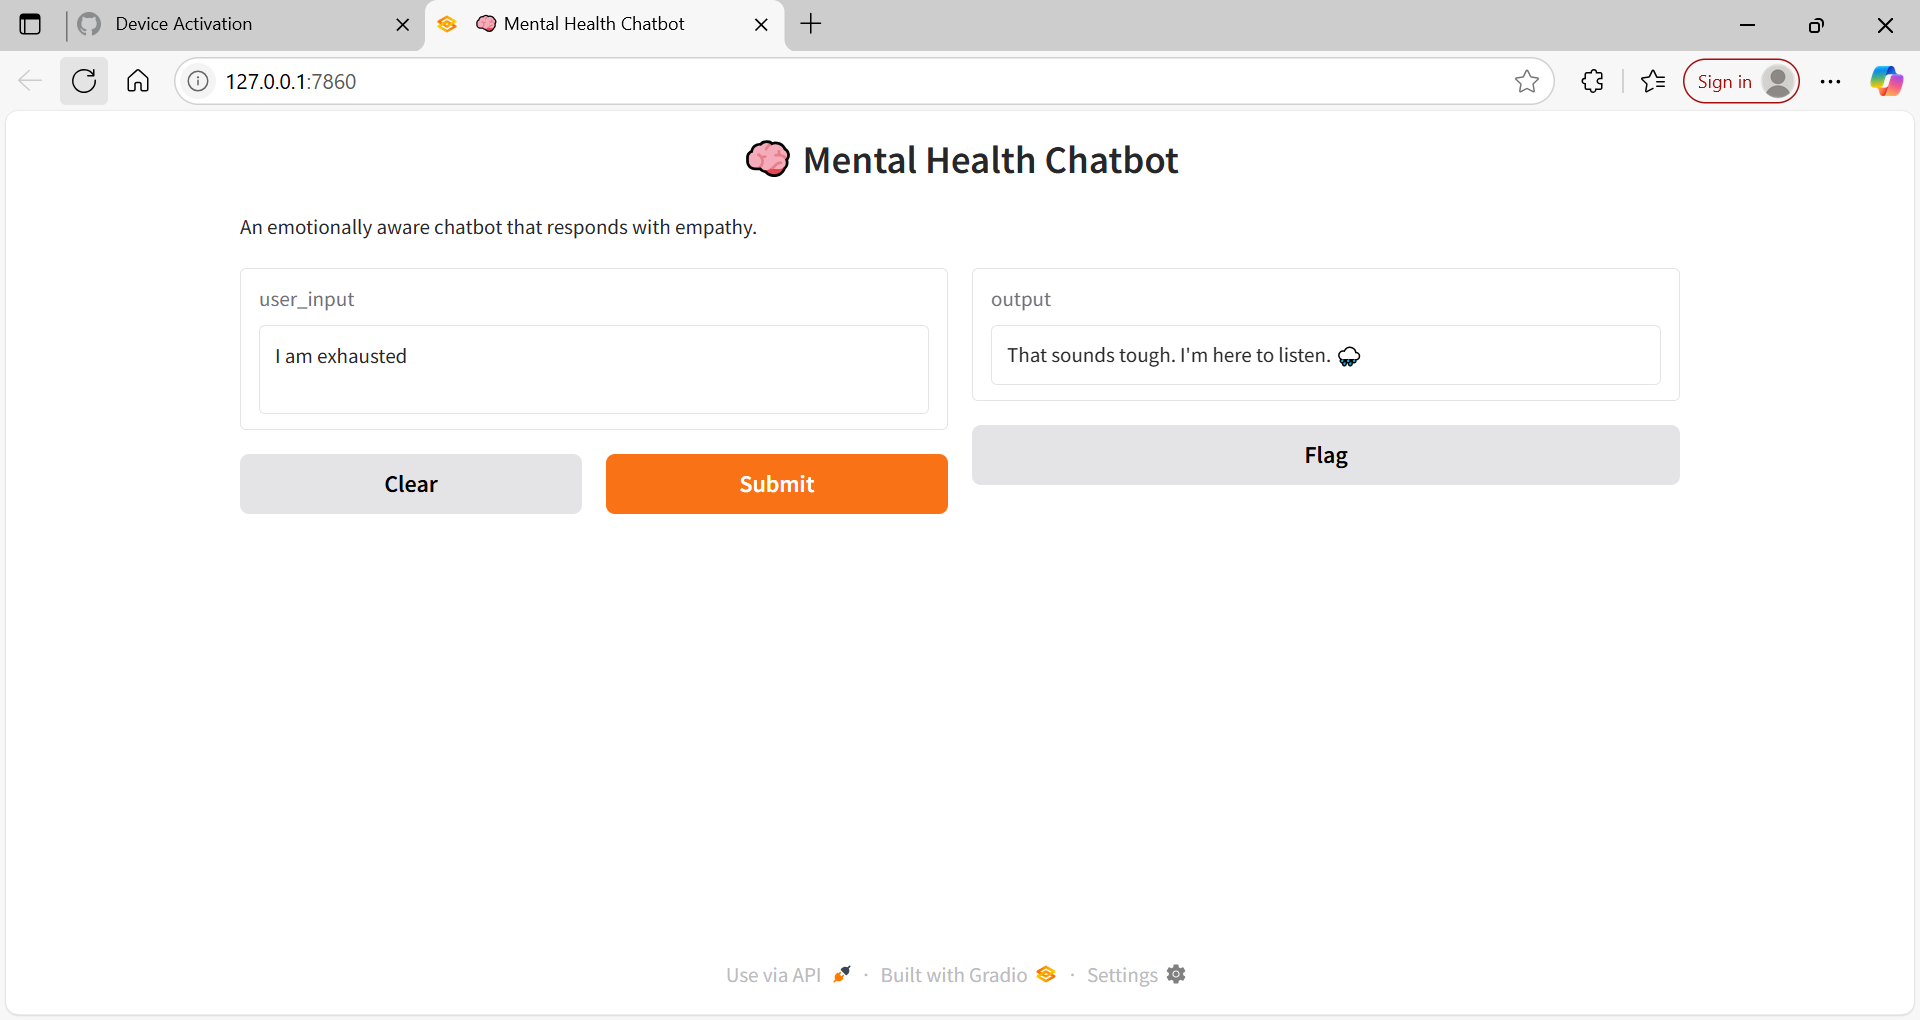 Device Activation
🧠 Mental Health Chatbot
127.0.0.1:7860
Sign in
🧠 Mental Health Chatbot
An emotionally aware chatbot that responds with empathy.
user_input
I am exhausted
Clear
Submit
output
That sounds tough. I'm here to listen. 🌧️
Flag
Use via API 🚀 · Built with Gradio · Settings ⚙️